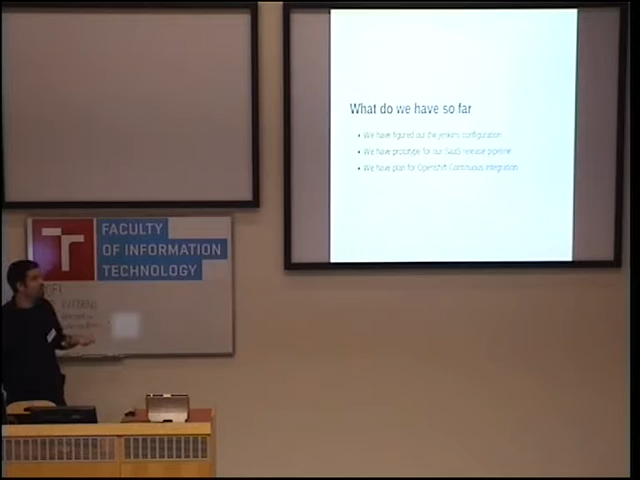 What do we have so far
• We have figured out the jenkins configuration
• We have prototype for our SaaS release pipeline
• We have plan for Openshift Continuous integration
FACULTY
OF INFORMATION
TECHNOLOGY